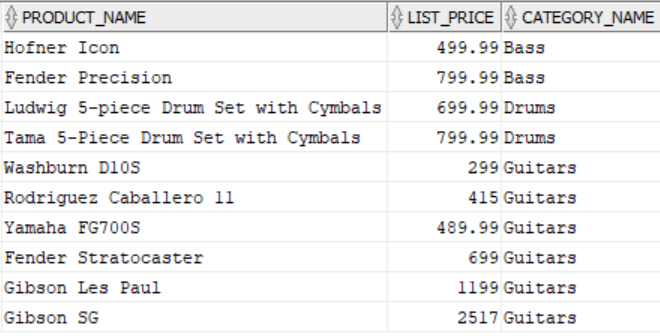 PRODUCT_NAME LIST_PRICE CATEGORY_NAME
Hofner Icon 499.99 Bass
Fender Precision 799.99 Bass
Ludwig 5-piece Drum Set with Cymbals 699.99 Drums
Tama 5-Piece Drum Set with Cymbals 799.99 Drums
Washburn D10S 299 Guitars
Rodriguez Caballero 11 415 Guitars
Yamaha FG700S 489.99 Guitars
Fender Stratocaster 699 Guitars
Gibson Les Paul 1199 Guitars
Gibson SG 2517 Guitars